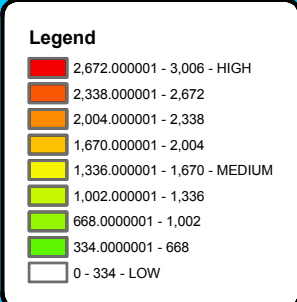 Legend
2,672.000001 - 3,006 - HIGH
2,338.000001 - 2,672
2,004.000001 - 2,338
1,670.000001 - 2,004
1,336.000001 - 1,670 - MEDIUM
1,002.000001 - 1,336
668.0000001 - 1,002
334.0000001 - 668
0 - 334 - LOW